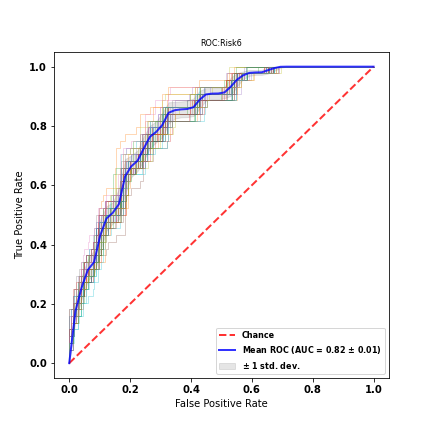 ROC:Risk6
1.0
0.8
0.6
0.4
0.2
0.0
True Positive Rate
Chance
Mean ROC (AUC = 0.82 ± 0.01)
± 1 std. dev.
0.0 0.2 0.4 0.6 0.8 1.0
False Positive Rate